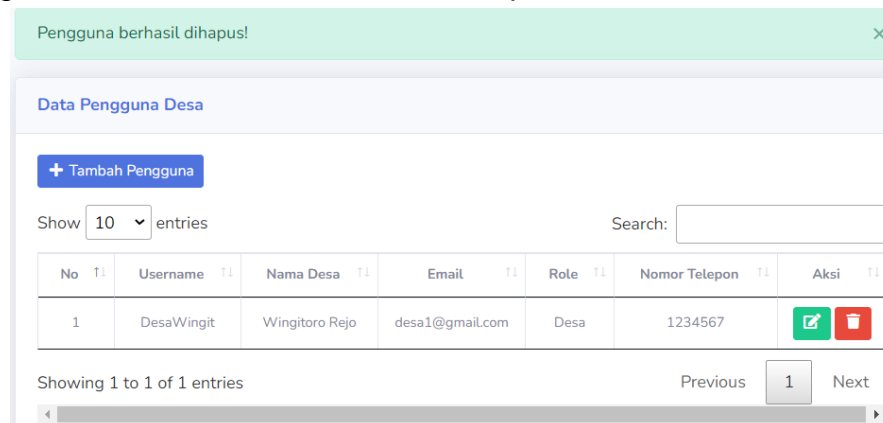 Pengguna berhasil dihapus! ×
Data Pengguna Desa
+ Tambah Pengguna
Show 10 entries Search:
No Username Nama Desa Email Role Nomor Telepon Aksi
1 DesaWingit Wingitoro Rejo desa1@gmail.com Desa 1234567
Showing 1 to 1 of 1 entries Previous 1 Next